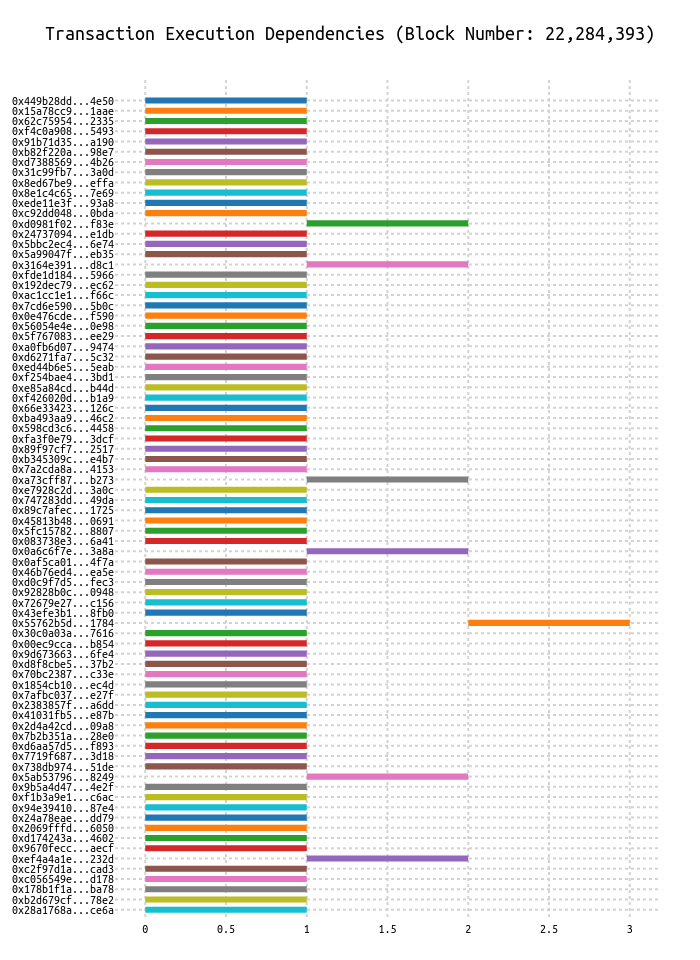 Transaction Execution Dependencies (Block Number: 22,284,393)
0x449b28dd...4e50
0x15a78cc9...1aae
0x62c75954...2335
0xf4c0a908...5493
0x91b71d35...a190
0xb82f220a...98e7
0xd7388569...4b26
0x31c99fb7...3a0d
0x8ed67be9...effa
0x8e1c4c65...7e69
0xede11e3f...93a8
0xc92dd048...0bda
0xd0981f02...f83e
0x24737094...e1db
0x5bbc2ec4...6e74
0x5a99047f...eb35
0x3164e391...d8c1
0xfde1d184...5966
0x192dec79...ec62
0xac1cc1e1...f66c
0x7cd6e590...5b0c
0x0e476cde...f590
0x56054e4e...0e98
0x5f767083...ee29
0xa0fb6d07...9474
0xd6271fa7...5c32
0xed44b6e5...5eab
0xf254bae4...3bd1
0xe85a84cd...b44d
0xf426020d...b1a9
0x66e33423...126c
0xba493aa9...46c2
0x598cd3c6...4458
0xfa3f0e79...3dcf
0x89f97cf7...2517
0xb345309c...e4b7
0x7a2cda8a...4153
0xa73cff87...b273
0xe7928c2d...3a0c
0x747283dd...49da
0x89c7afec...1725
0x45813b48...0691
0x5fc15782...8807
0x083738e3...6a41
0x0a6c6f7e...3a8a
0x0af5ca01...4f7a
0x46b76ed4...ea5e
0xd0c9f7d5...fec3
0x92828b0c...0948
0x72679e27...c156
0x43efe3b1...8fb0
0x55762b5d...1784
0x30c0a03a...7616
0x00ec9cca...b854
0x9d673663...6fe4
0xd8f8cbe5...37b2
0x70bc2387...c33e
0x1854cb10...ec4d
0x7afbc037...e27f
0x2383857f...a6dd
0x41031fb5...e87b
0x2d4a42cd...09a8
0x7b2b351a...28e0
0xd6aa57d5...f893
0x7719f687...3d18
0x738db974...51de
0x5ab53796...8249
0x9b5a4d47...4e2f
0xf1b3a9e1...c6ac
0x94e39410...87e4
0x24a78eae...dd79
0x2069fffd...6050
0xd174243a...4602
0x9670fecc...aecf
0xef4a4a1e...232d
0xc2f97d1a...cad3
0xc056549e...d178
0x178b1f1a...ba78
0xb2d679cf...78e2
0x28a1768a...ce6a
0 0.5 1 1.5 2 2.5 3